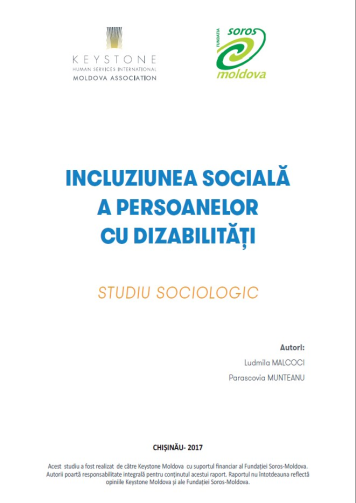 KEYSTONE
HUMAN SERVICES INTERNATIONAL
MOLDOVA ASSOCIATION
FUNDAȚIA
soros
moldova
INCLUZIUNEA SOCIALĂ
A PERSOANELOR
CU DIZABILITĂȚI
STUDIU SOCIOLOGIC
Autori:
Ludmila MALCOCI
Parascovia MUNTEANU
CHIȘINĂU- 2017
Acest studiu a fost realizat de către Keystone Moldova cu suportul financiar al Fundației Soros-Moldova.
Autorii poartă responsabilitate integrală pentru conținutul acestui raport. Raportul nu întotdeauna reflectă
opiniile Keystone Moldova și ale Fundației Soros-Moldova.